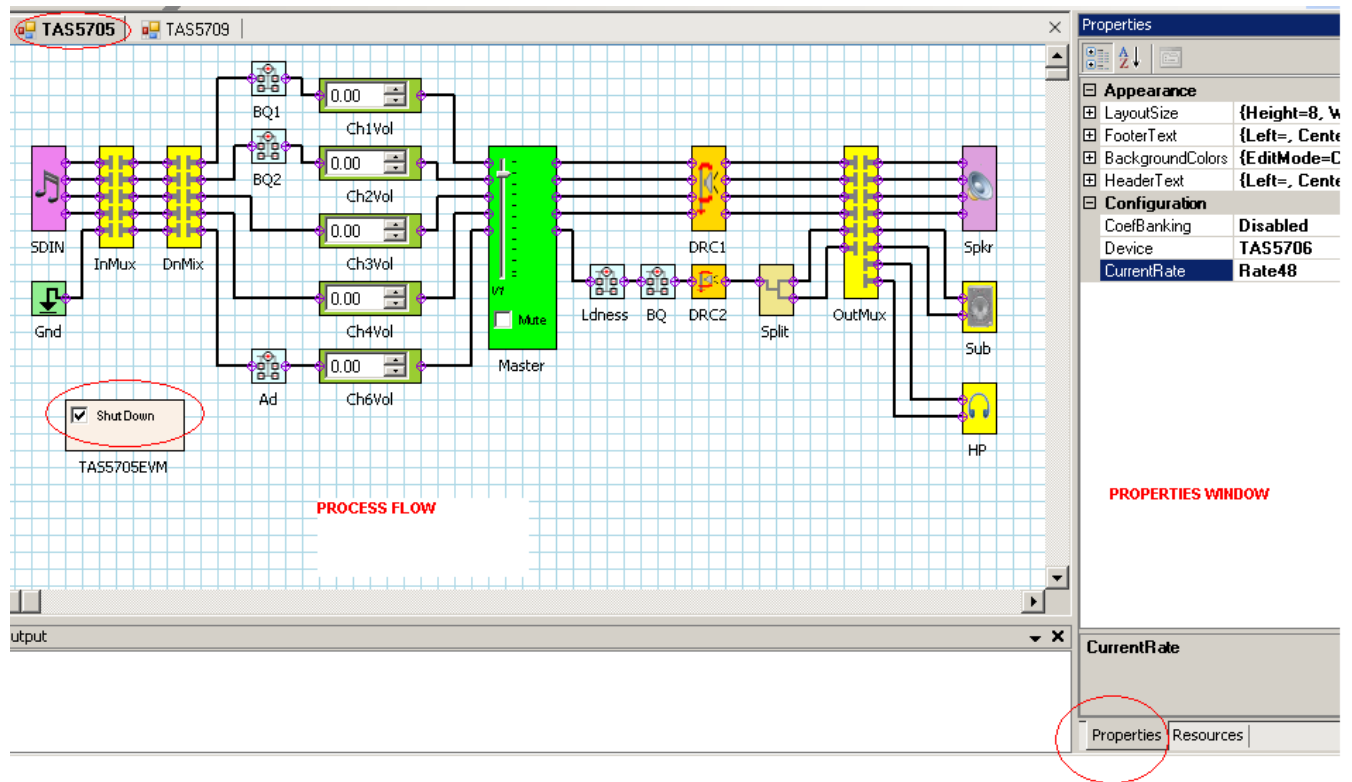 TAS5705 TAS5709
Properties
Appearance
LayoutSize {Height=8, W
FooterText {Left=, Cente
BackgroundColors {EditMode=C
HeaderText {Left=, Cente
Configuration
CoefBanking Disabled
Device TAS5706
CurrentRate Rate48
BQ1
0.00
Ch1Vol
BQ2
0.00
Ch2Vol
0.00
Ch3Vol
0.00
Ch4Vol
Ad
0.00
Ch6Vol
SDIN
InMux
DnMix
Gnd
Mute
Master
DRC1
Ldness
BQ
DRC2
Split
OutMux
Spkr
Sub
HP
ShutDown
TAS5705EVM
PROCESS FLOW
PROPERTIES WINDOW
utput
CurrentRate
Properties Resources